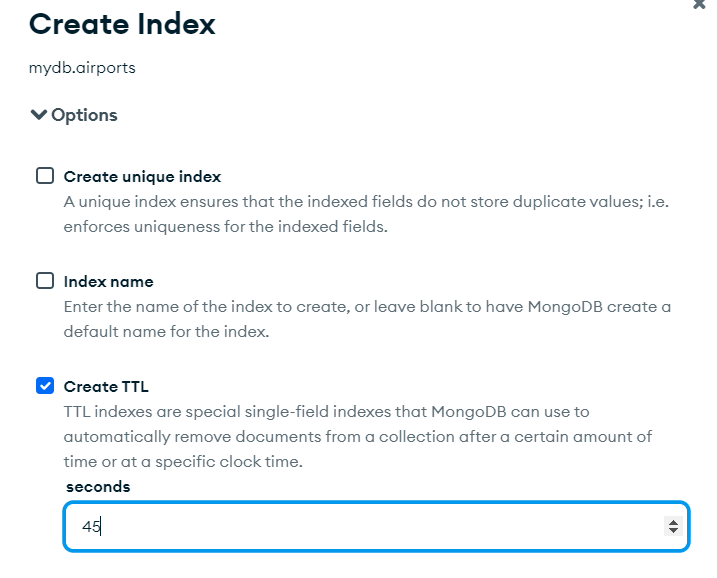 Create Index
mydb.airports
Options
Create unique index
A unique index ensures that the indexed fields do not store duplicate values; i.e.
enforces uniqueness for the indexed fields.
Index name
Enter the name of the index to create, or leave blank to have MongoDB create a
default name for the index.
Create TTL
TTL indexes are special single-field indexes that MongoDB can use to
automatically remove documents from a collection after a certain amount of
time or at a specific clock time.
seconds
45